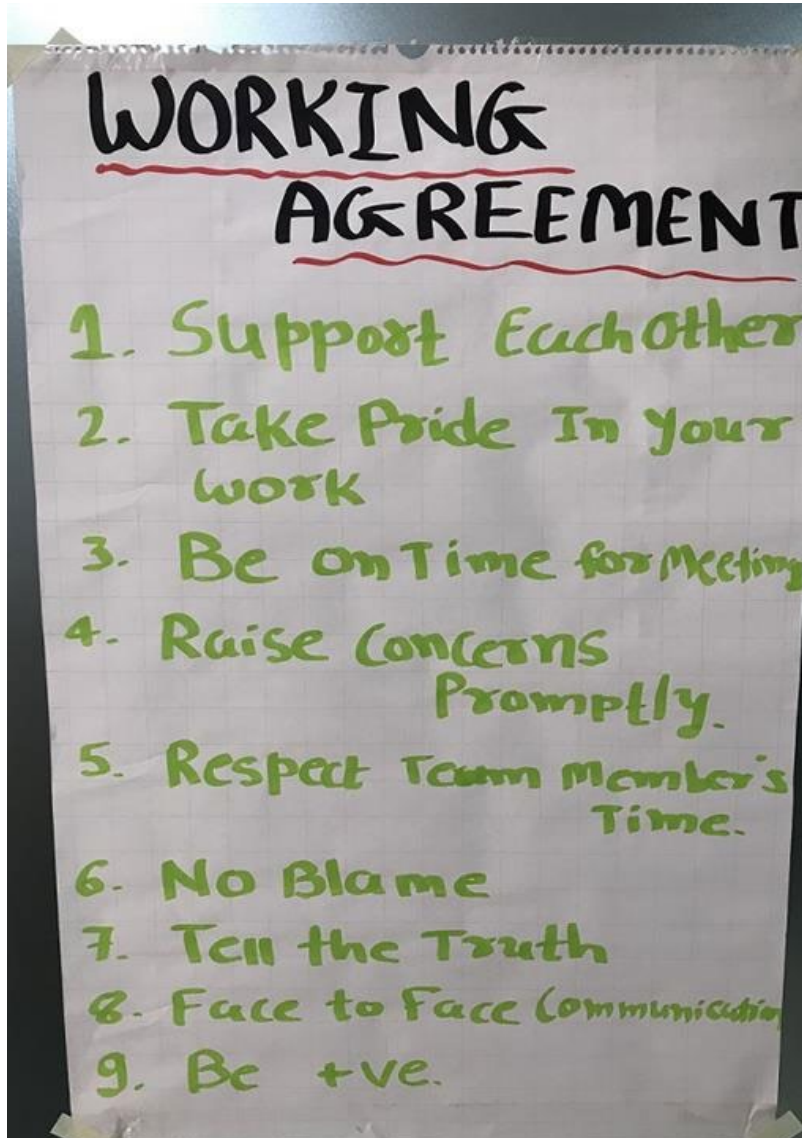 WORKING
AGREEMENT
1. Support Eachother
2. Take Pride In Your
work
3. Be on Time for Meeting
4. Raise Concerns
Promptly.
5. Respect Team Member's
Time.
6. No Blame
7. Tell the Truth
8. Face to Face Communication
9. Be +ve.